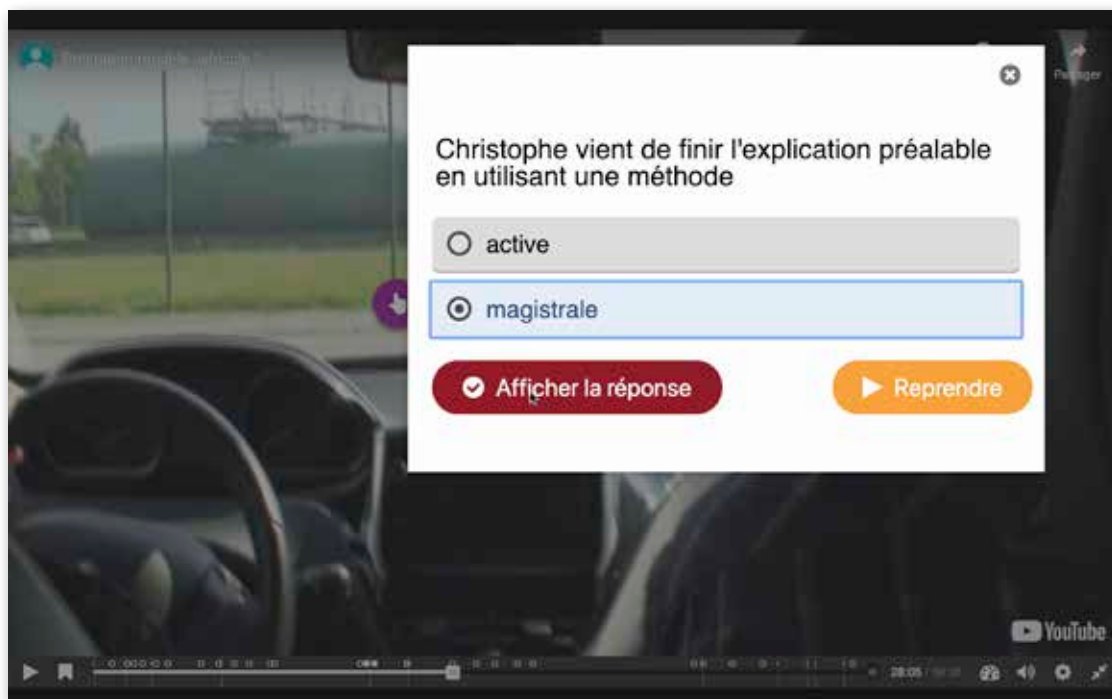 Partager
Christophe vient de finir l'explication préalable
en utilisant une méthode
active
magistrale
Afficher la réponse
Reprendre
YouTube
28:05